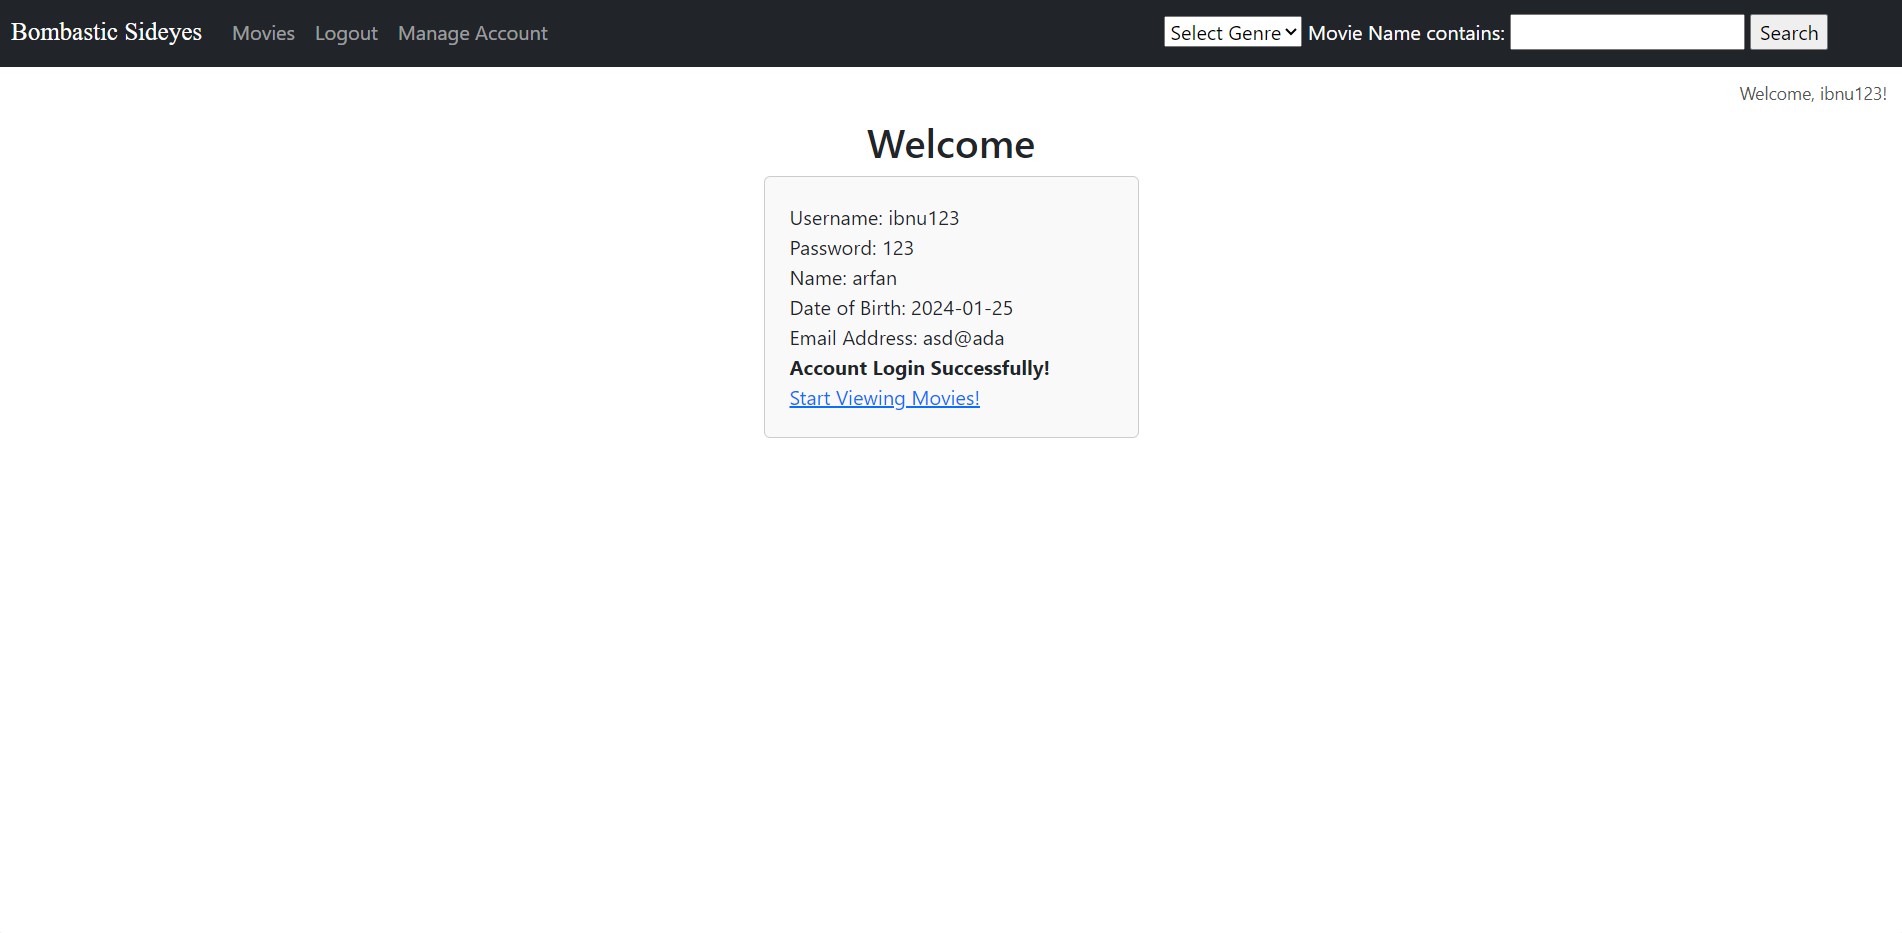 Bombastic Sideyes Movies Logout Manage Account Select Genre Movie Name contains: Search
Welcome, ibnu123!
Welcome
Username: ibnu123
Password: 123
Name: arfan
Date of Birth: 2024-01-25
Email Address: asd@ada
Account Login Successfully!
Start Viewing Movies!